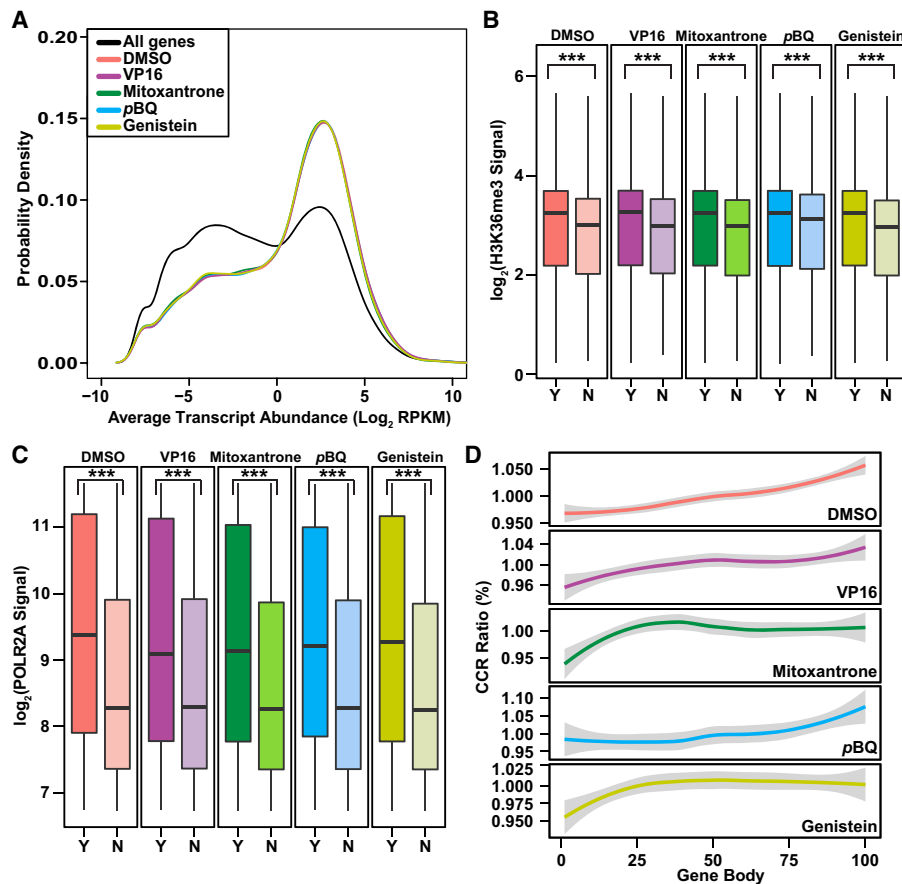 A
0.20
0.15
0.10
0.05
0.00
Probability Density
All genes
DMSO
VP16
Mitoxantrone
pBQ
Genistein
−10 −5 0 5 10
Average Transcript Abundance (Log2 RPKM)
B
DMSO VP16 Mitoxantrone pBQ Genistein
*** *** *** *** ***
6
4
2
0
log2(H3K36me3 Signal)
Y N Y N Y N Y N Y N
C
DMSO VP16 Mitoxantrone pBQ Genistein
*** *** *** *** ***
11
10
9
8
7
log2(POLR2A Signal)
Y N Y N Y N Y N Y N
D
CCR Ratio (%)
1.050
1.000
0.950
DMSO
1.04
1.00
0.96
VP16
1.00
0.95
Mitoxantrone
1.10
1.05
1.00
0.95
pBQ
1.025
1.000
0.975
0.950
Genistein
0 25 50 75 100
Gene Body